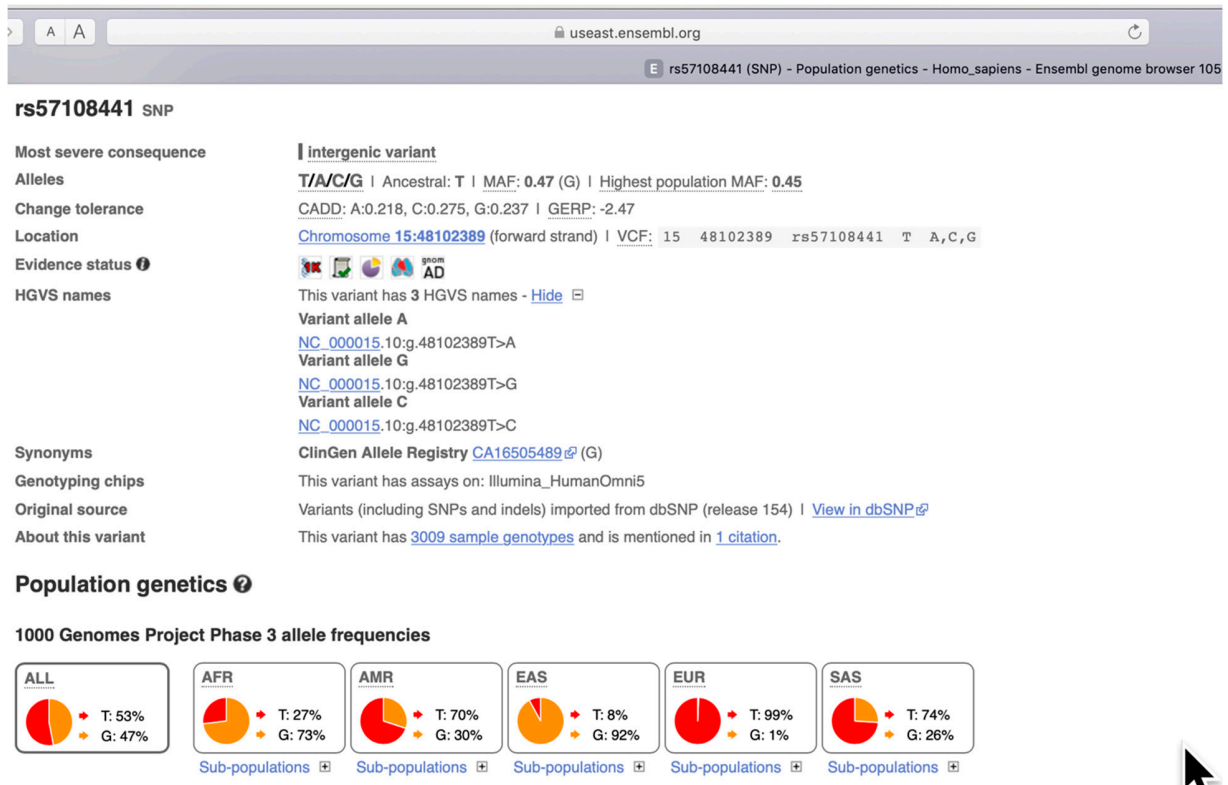 A A useast.ensembl.org
E rs57108441 (SNP) - Population genetics - Homo_sapiens - Ensembl genome browser 105
rs57108441 SNP
Most severe consequence intergenic variant
Alleles T/A/C/G | Ancestral: T | MAF: 0.47 (G) | Highest population MAF: 0.45
Change tolerance CADD: A:0.218, C:0.275, G:0.237 | GERP: -2.47
Location Chromosome 15:48102389 (forward strand) | VCF: 15 48102389 rs57108441 T A,C,G
Evidence status i 1K gnom AD
HGVS names This variant has 3 HGVS names - Hide
Variant allele A
NC_000015.10:g.48102389T>A
Variant allele G
NC_000015.10:g.48102389T>G
Variant allele C
NC_000015.10:g.48102389T>C
Synonyms ClinGen Allele Registry CA16505489 (G)
Genotyping chips This variant has assays on: Illumina_HumanOmni5
Original source Variants (including SNPs and indels) imported from dbSNP (release 154) | View in dbSNP
About this variant This variant has 3009 sample genotypes and is mentioned in 1 citation.
Population genetics ?
1000 Genomes Project Phase 3 allele frequencies
ALL AFR AMR EAS EUR SAS
T: 53% T: 27% T: 70% T: 8% T: 99% T: 74%
G: 47% G: 73% G: 30% G: 92% G: 1% G: 26%
Sub-populations Sub-populations Sub-populations Sub-populations Sub-populations